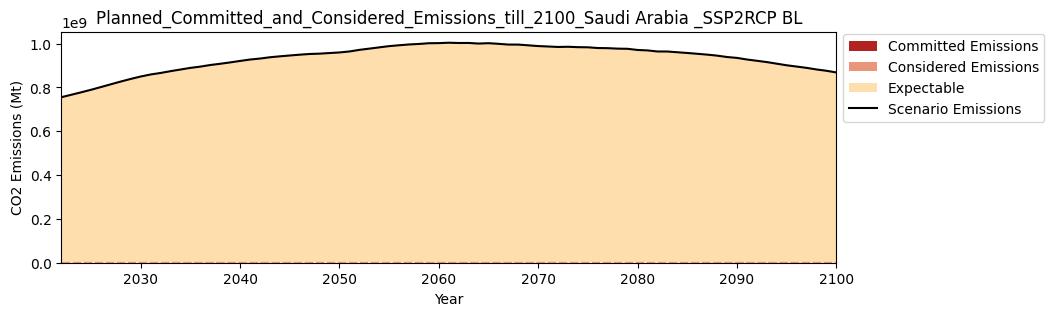 Planned_Committed_and_Considered_Emissions_till_2100_Saudi Arabia _SSP2RCP BL
1e9
1.0
0.8
0.6
0.4
0.2
0.0
CO2 Emissions (Mt)
2030 2040 2050 2060 2070 2080 2090 2100
Year
Committed Emissions
Considered Emissions
Expectable
Scenario Emissions